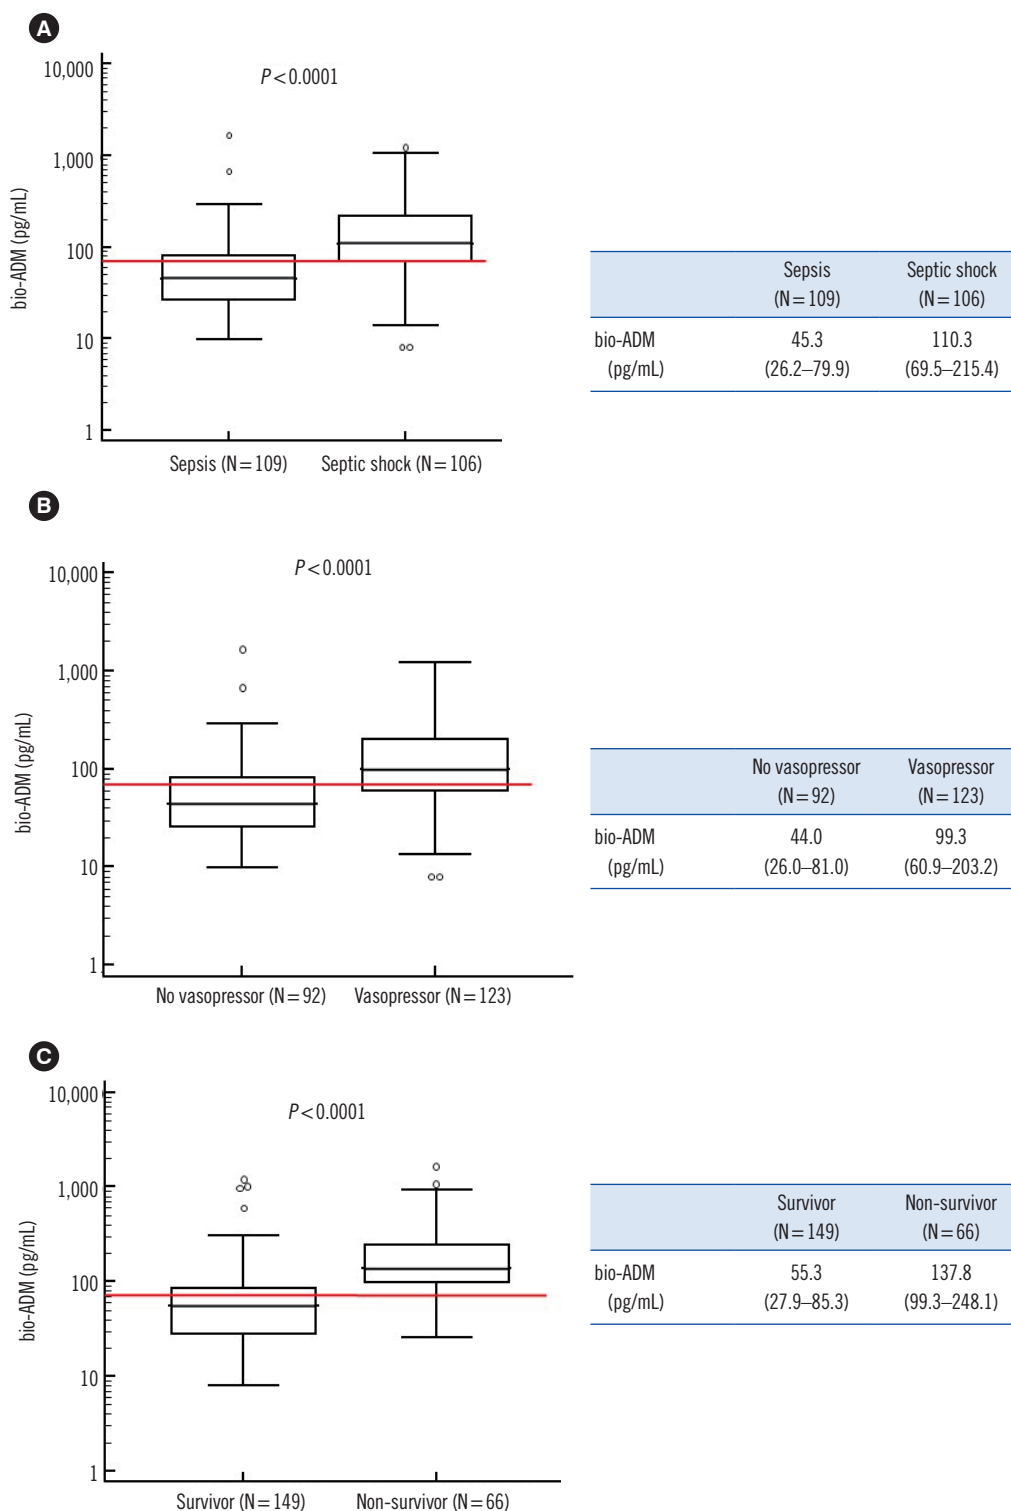 A
P<0.0001
10,000
1,000
100
10
1
bio-ADM (pg/mL)
Sepsis (N=109)
Septic shock (N=106)
Sepsis
(N=109)
Septic shock
(N=106)
bio-ADM
(pg/mL)
45.3
(26.2–79.9)
110.3
(69.5–215.4)
B
P<0.0001
10,000
1,000
100
10
1
bio-ADM (pg/mL)
No vasopressor (N=92)
Vasopressor (N=123)
No vasopressor
(N=92)
Vasopressor
(N=123)
bio-ADM
(pg/mL)
44.0
(26.0–81.0)
99.3
(60.9–203.2)
C
P<0.0001
10,000
1,000
100
10
1
bio-ADM (pg/mL)
Survivor (N=149)
Non-survivor (N=66)
Survivor
(N=149)
Non-survivor
(N=66)
bio-ADM
(pg/mL)
55.3
(27.9–85.3)
137.8
(99.3–248.1)